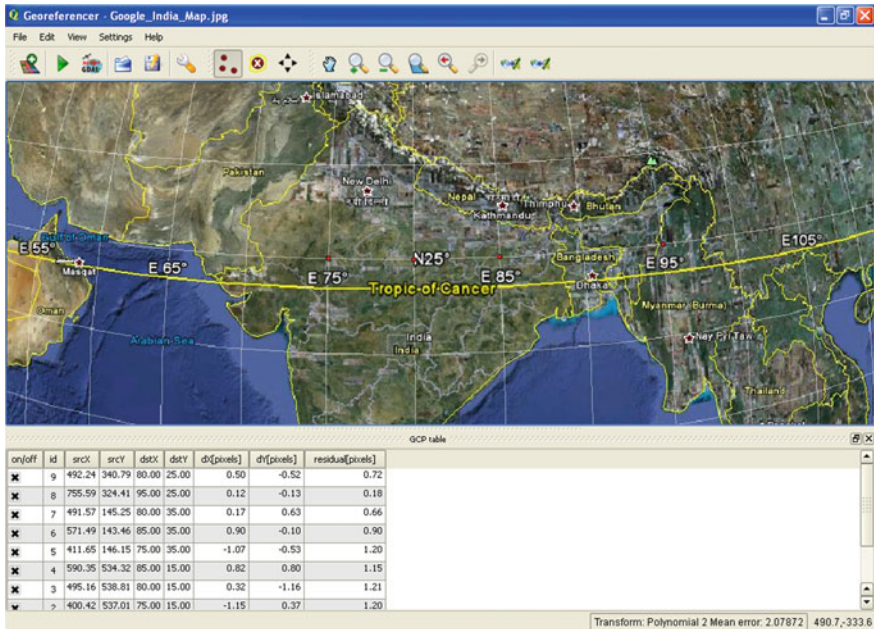 Georeferencer - Google_India_Map.jpg
File Edit View Settings Help
GDAL
Islamabad
Pakistan
New Delhi
Nepal
Thimphu
Bhutan
Kathmandu
Gulf of Oman
E 55°
Masqat
E 65°
E 75°
N25°
E 85°
Bangladesh
E 95°
E105°
Tropic of Cancer
Dhaka
Oman
Myanmar (Burma)
Arabian Sea
India
India
Nay Pyi Taw
Thailand
GCP table
on/off id srcX srcY dstX dstY dX[pixels] dY[pixels] residual[pixels]
9 492.24 340.79 80.00 25.00 0.50 -0.52 0.72
8 755.59 324.41 95.00 25.00 0.12 -0.13 0.18
7 491.57 145.25 80.00 35.00 0.17 0.63 0.66
6 571.49 143.46 85.00 35.00 0.90 -0.10 0.90
5 411.65 146.15 75.00 35.00 -1.07 -0.53 1.20
4 590.35 534.32 85.00 15.00 0.82 0.80 1.15
3 495.16 538.81 80.00 15.00 0.32 -1.16 1.21
2 400.42 537.01 75.00 15.00 -1.15 0.37 1.20
Transform: Polynomial 2 Mean error: 2.07872 490.7,-333.6